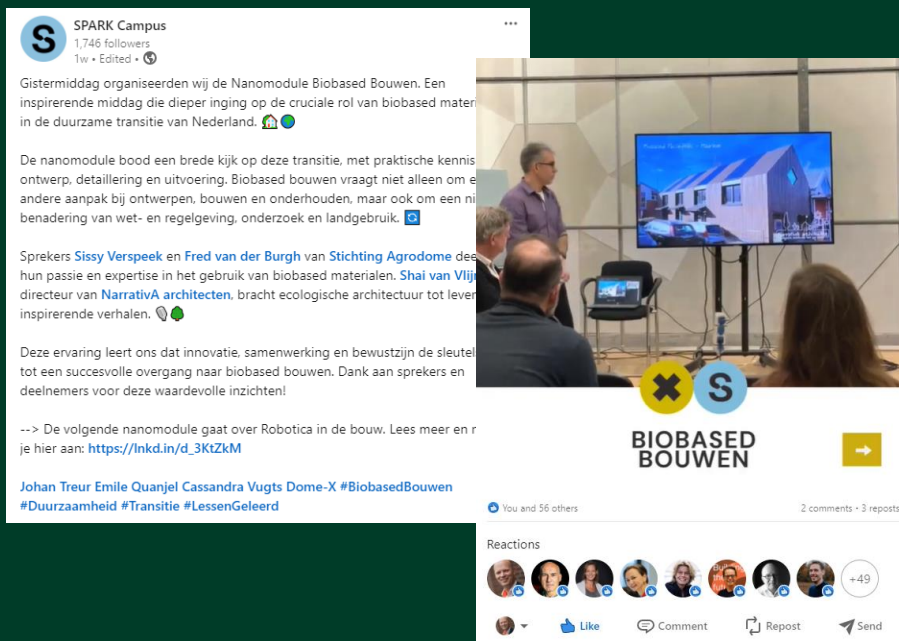 SPARK Campus
1,746 followers
1w • Edited •
Gistermiddag organiseerden wij de Nanomodule Biobased Bouwen. Een
inspirerende middag die dieper inging op de cruciale rol van biobased materi
in de duurzame transitie van Nederland.
De nanomodule bood een brede kijk op deze transitie, met praktische kennis
ontwerp, detaillering en uitvoering. Biobased bouwen vraagt niet alleen om e
andere aanpak bij ontwerpen, bouwen en onderhouden, maar ook om een ni
benadering van wet- en regelgeving, onderzoek en landgebruik.
Sprekers Sissy Verspeek en Fred van der Burgh van Stichting Agrodome dee
hun passie en expertise in het gebruik van biobased materialen. Shai van Vlij
directeur van NarrativA architecten, bracht ecologische architectuur tot lever
inspirerende verhalen.
Deze ervaring leert ons dat innovatie, samenwerking en bewustzijn de sleutel
tot een succesvolle overgang naar biobased bouwen. Dank aan sprekers en
deelnemers voor deze waardevolle inzichten!
--> De volgende nanomodule gaat over Robotica in de bouw. Lees meer en
je hier aan: https://lnkd.in/d_3KtZkM
Johan Treur Emile Quanjel Cassandra Vugts Dome-X #BiobasedBouwen
#Duurzaamheid #Transitie #LessenGeleerd
S
BIOBASED
BOUWEN
You and 56 others
2 comments • 3 reposts
Reactions
+49
Like
Comment
Repost
Send